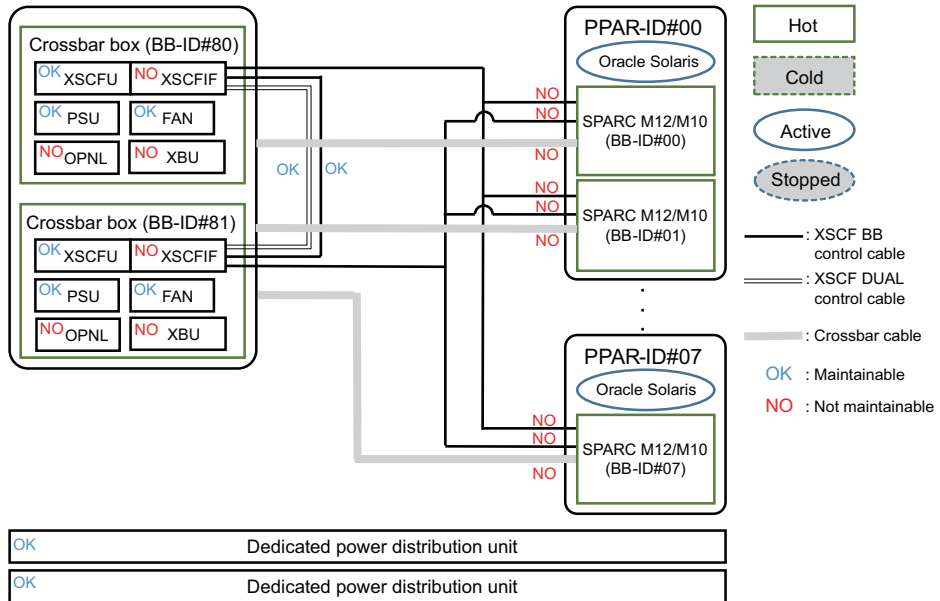 Crossbar box (BB-ID#80)
OK XSCFU
NO XSCFIF
OK PSU
OK FAN
NO OPNL
NO XBU
Crossbar box (BB-ID#81)
OK XSCFU
NO XSCFIF
OK PSU
OK FAN
NO OPNL
NO XBU
OK
OK
PPAR-ID#00
Oracle Solaris
NO
NO
SPARC M12/M10
(BB-ID#00)
NO
NO
NO
SPARC M12/M10
(BB-ID#01)
NO
PPAR-ID#07
Oracle Solaris
NO
NO
SPARC M12/M10
(BB-ID#07)
NO
Hot
Cold
Active
Stopped
: XSCF BB
control cable
: XSCF DUAL
control cable
: Crossbar cable
OK : Maintainable
NO : Not maintainable
OK Dedicated power distribution unit
OK Dedicated power distribution unit